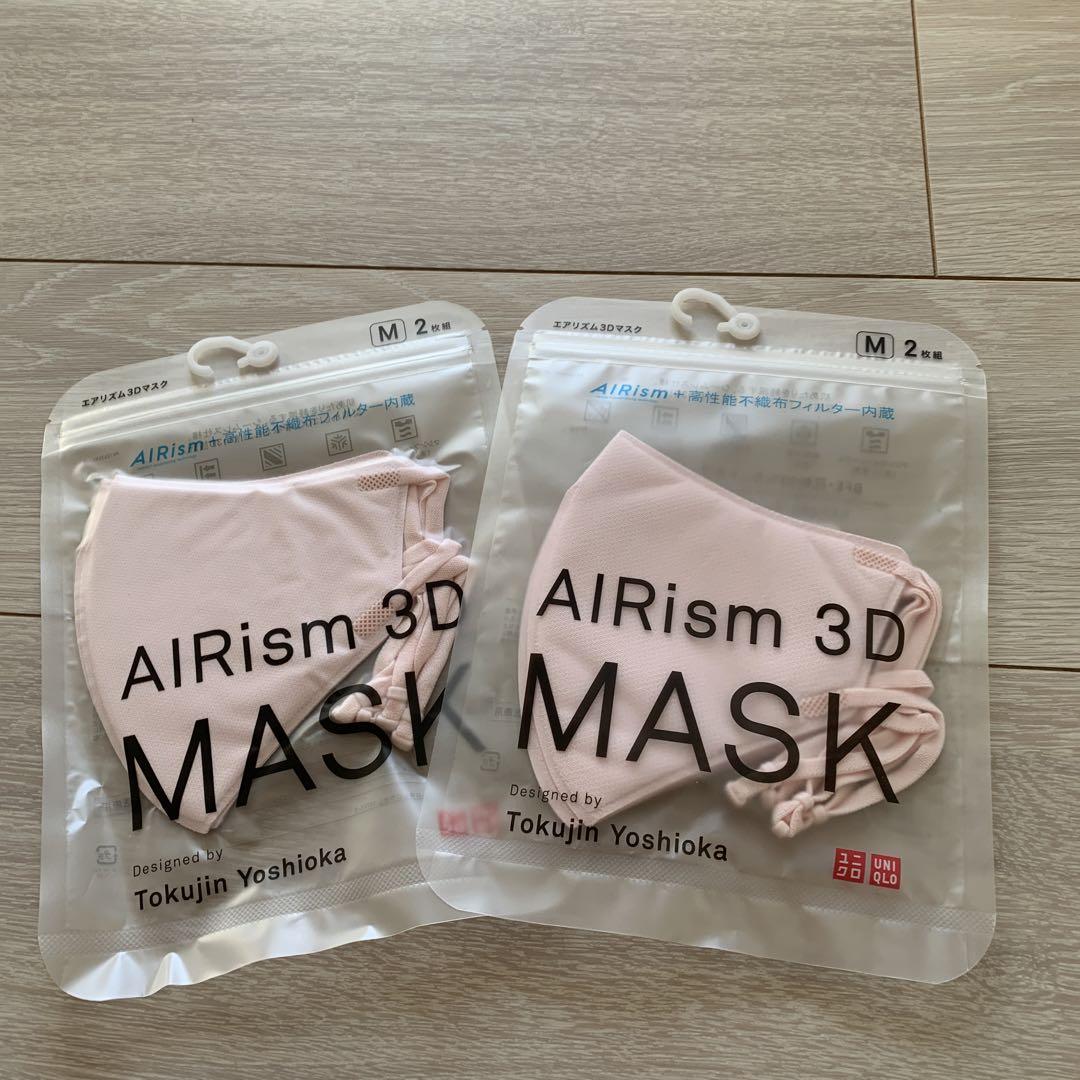 エアリズム3Dマスク
M 2枚組
AIRism+高性能不織布フィルター内蔵
AIRism 3D
MASK
Designed by
Tokujin Yoshioka
エアリズム3Dマスク
M 2枚組
AIRism+高性能不織布フィルター内蔵
AIRism 3D
MASK
Designed by
Tokujin Yoshioka
ユニ
クロ
UNI
QLO